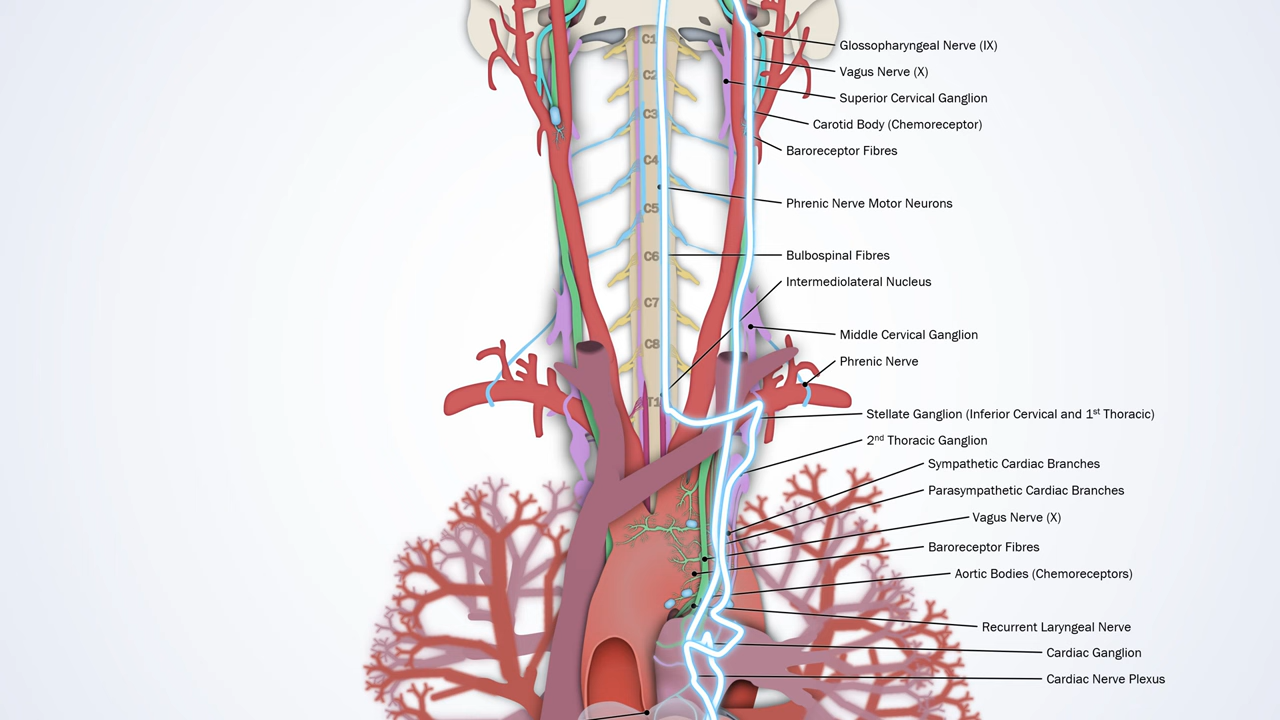 C1
Glossopharyngeal Nerve (IX)
Vagus Nerve (X)
C2
Superior Cervical Ganglion
C3
Carotid Body (Chemoreceptor)
Baroreceptor Fibres
C4
Phrenic Nerve Motor Neurons
C5
C6
Bulbospinal Fibres
Intermediolateral Nucleus
C7
Middle Cervical Ganglion
C8
Phrenic Nerve
T1
Stellate Ganglion (Inferior Cervical and 1st Thoracic)
2nd Thoracic Ganglion
Sympathetic Cardiac Branches
Parasympathetic Cardiac Branches
Vagus Nerve (X)
Baroreceptor Fibres
Aortic Bodies (Chemoreceptors)
Recurrent Laryngeal Nerve
Cardiac Ganglion
Cardiac Nerve Plexus